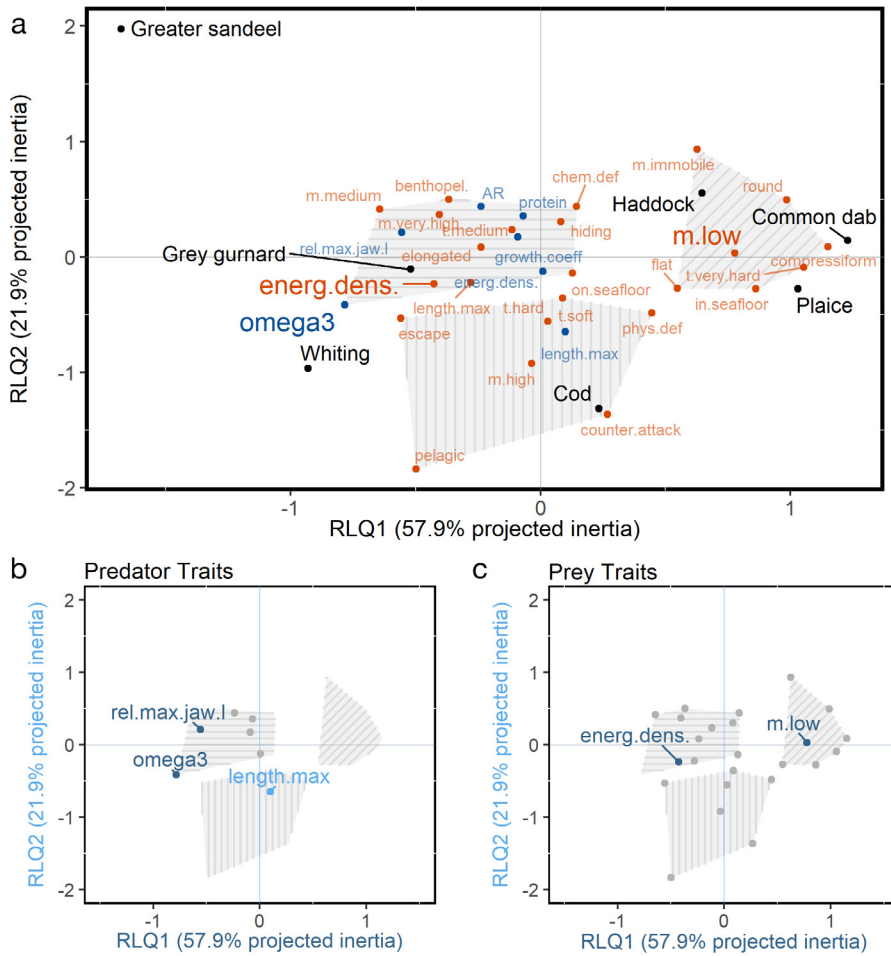 a
Greater sandeel
2
1
0
-1
-2
RLQ2 (21.9% projected inertia)
m.immobile
chem.def
benthopel.
AR
m.medium
round
protein
Haddock
Common dab
m.very.high
t.medium
hiding
m.low
rel.max.jaw.l
Grey gurnard
elongated
growth.coeff
compressiform
flat
t.very.hard
energ.dens.
energ.dens.
on.seafloor
length.max
in.seafloor
Plaice
omega3
t.hard
t.soft
phys.def
escape
Whiting
length.max
m.high
Cod
counter.attack
pelagic
-1
0
1
RLQ1 (57.9% projected inertia)
b
Predator Traits
2
1
0
-1
-2
RLQ2 (21.9% projected inertia)
rel.max.jaw.l
omega3
length.max
-1
0
1
RLQ1 (57.9% projected inertia)
c
Prey Traits
2
1
0
-1
-2
RLQ2 (21.9% projected inertia)
m.low
energ.dens.
-1
0
1
RLQ1 (57.9% projected inertia)